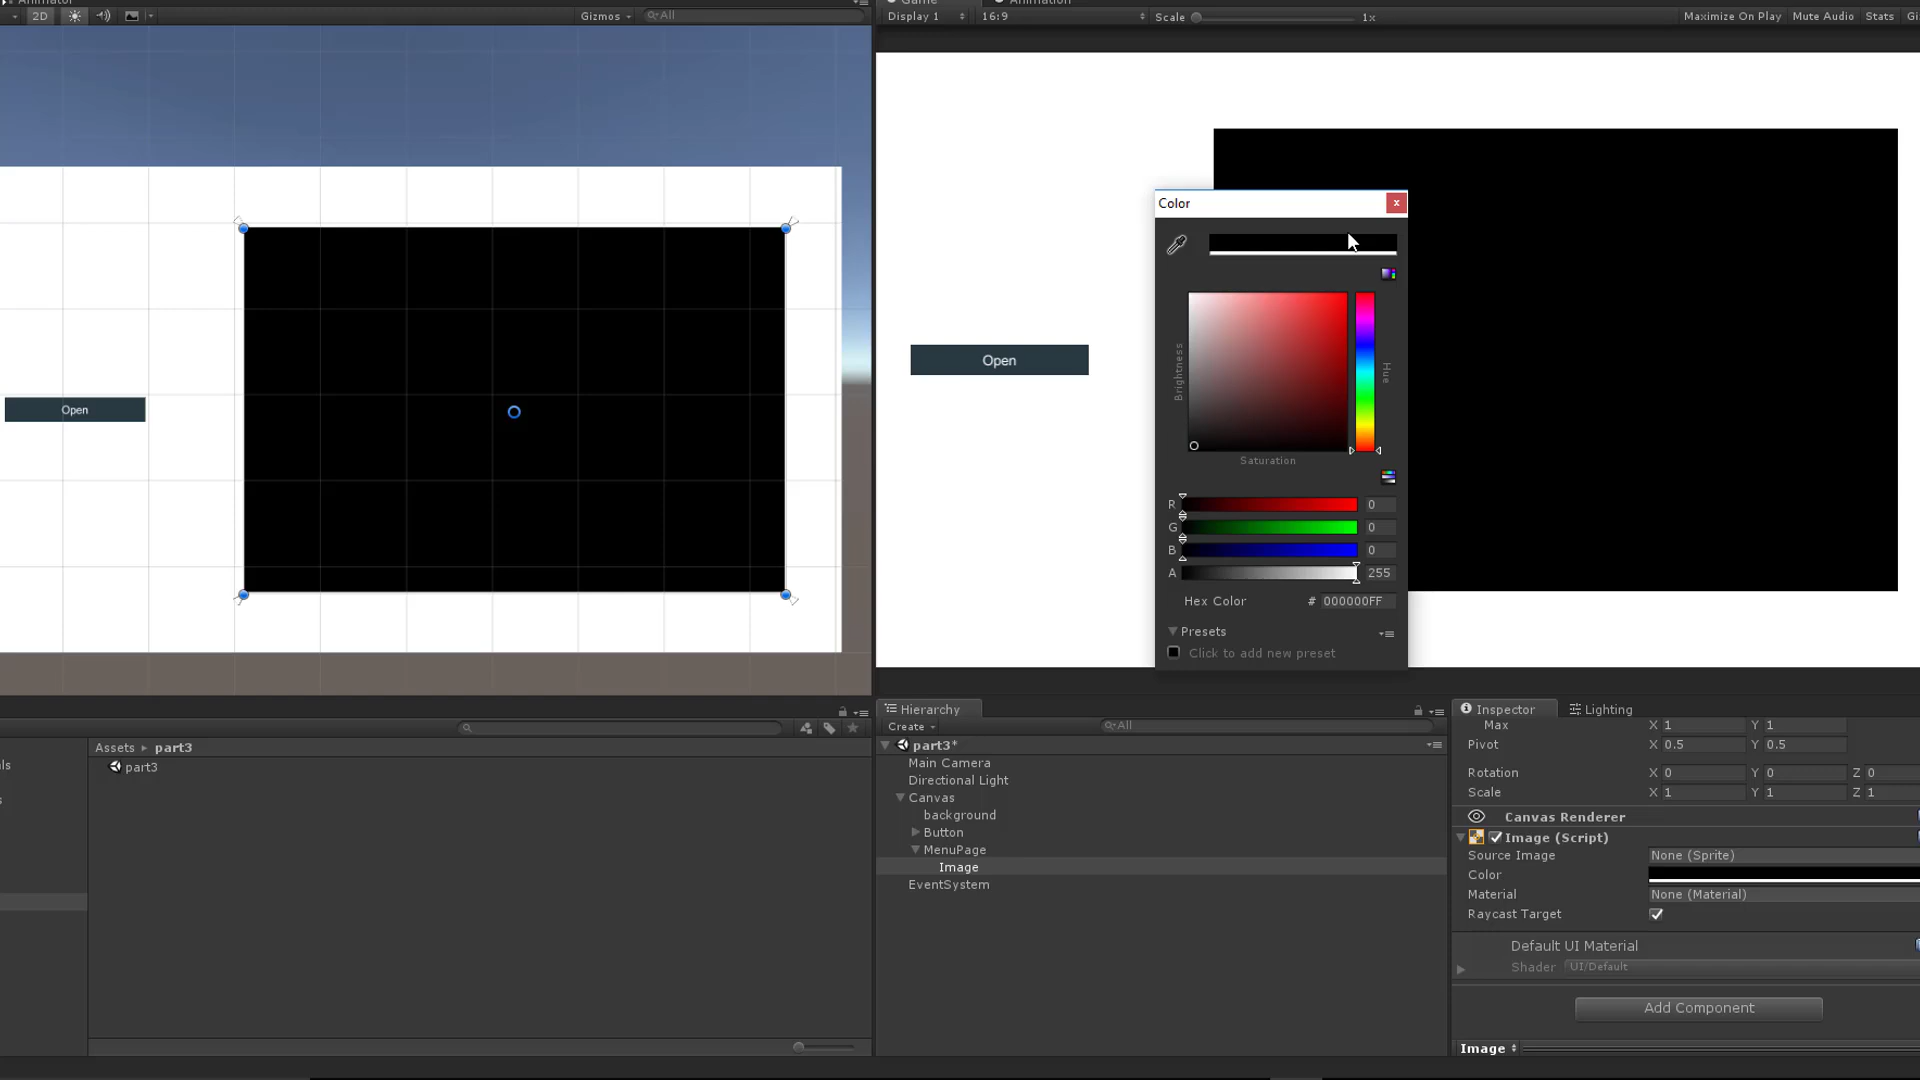 Animator
Game
Animation
2D
Gizmos
All
Display 1
16:9
Scale
1x
Maximize On Play
Mute Audio
Stats
Gi
Color
Open
Open
Brightness
Hue
Saturation
R
0
G
0
B
0
A
255
Hex Color
# 000000FF
Presets
Click to add new preset
Hierarchy
Create
All
Inspector
Lighting
Assets
part3
part3
part3*
Main Camera
Directional Light
Canvas
background
Button
MenuPage
Image
EventSystem
Max
X 1
Y 1
Pivot
X 0.5
Y 0.5
Rotation
X 0
Y 0
Z 0
Scale
X 1
Y 1
Z 1
Canvas Renderer
Image (Script)
Source Image
None (Sprite)
Color
Material
None (Material)
Raycast Target
Default UI Material
Shader
UI/Default
Add Component
Image